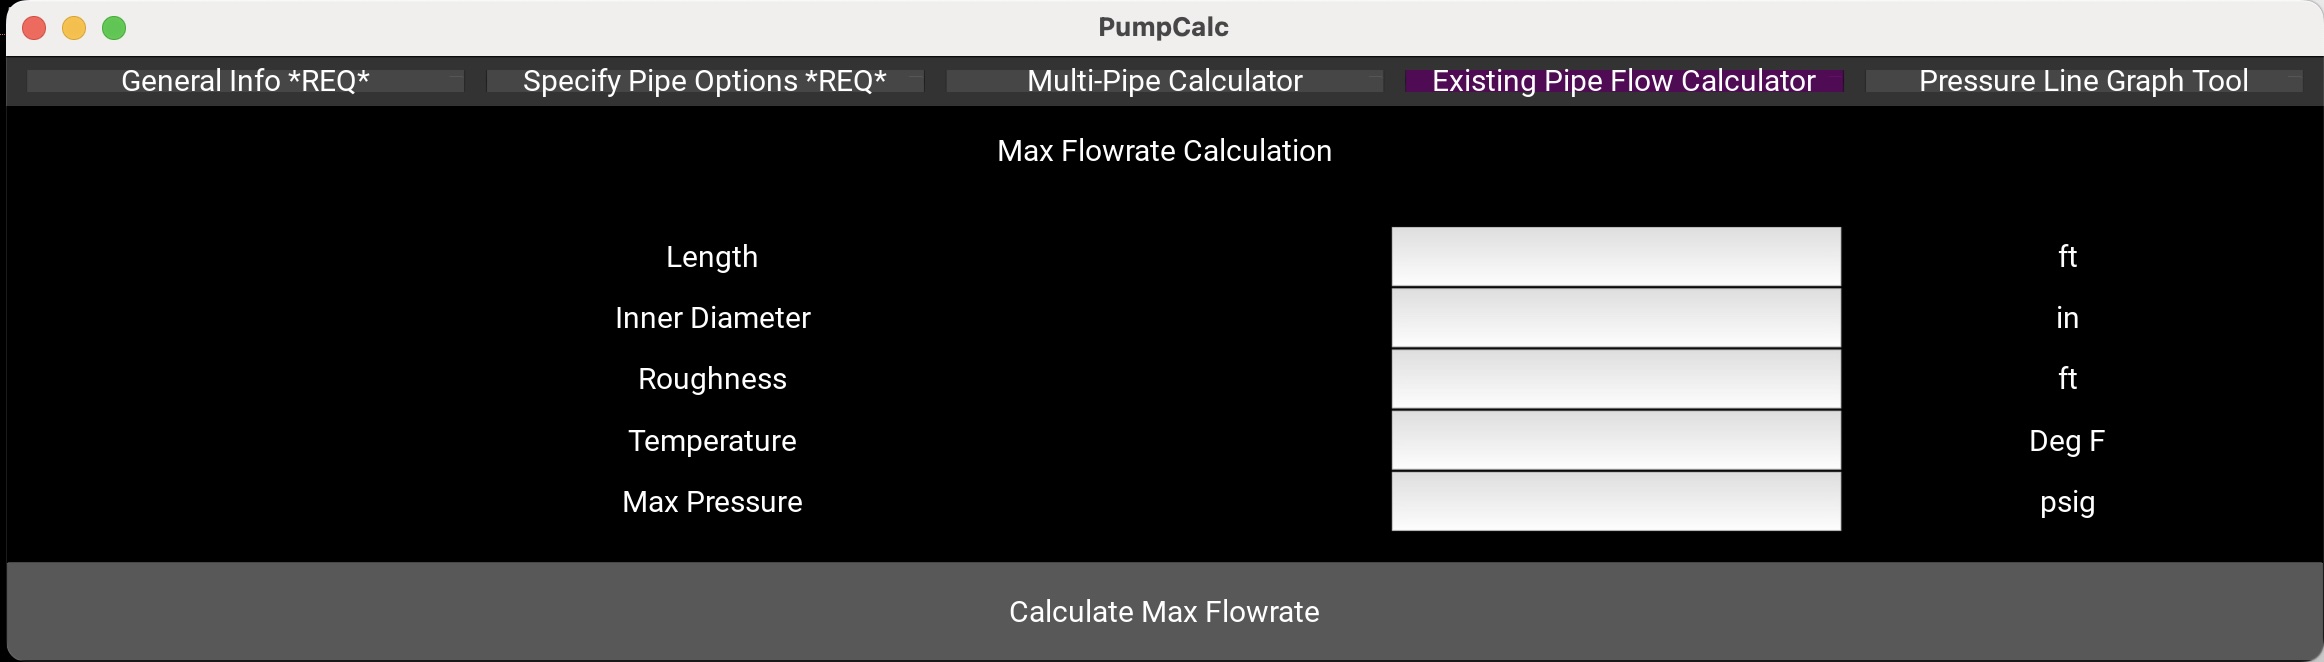 PumpCalc
General Info *REQ* Specify Pipe Options *REQ* Multi-Pipe Calculator Existing Pipe Flow Calculator Pressure Line Graph Tool
Max Flowrate Calculation
Length ft
Inner Diameter in
Roughness ft
Temperature Deg F
Max Pressure psig
Calculate Max Flowrate